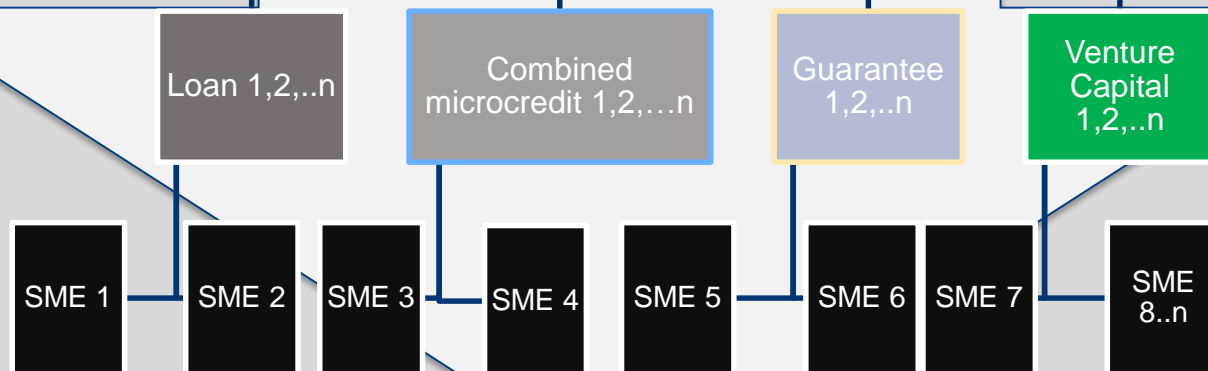 Loan 1,2,..n
Combined
microcredit 1,2,…n
Guarantee
1,2,..n
Venture
Capital
1,2,..n
SME 1
SME 2
SME 3
SME 4
SME 5
SME 6
SME 7
SME
8..n